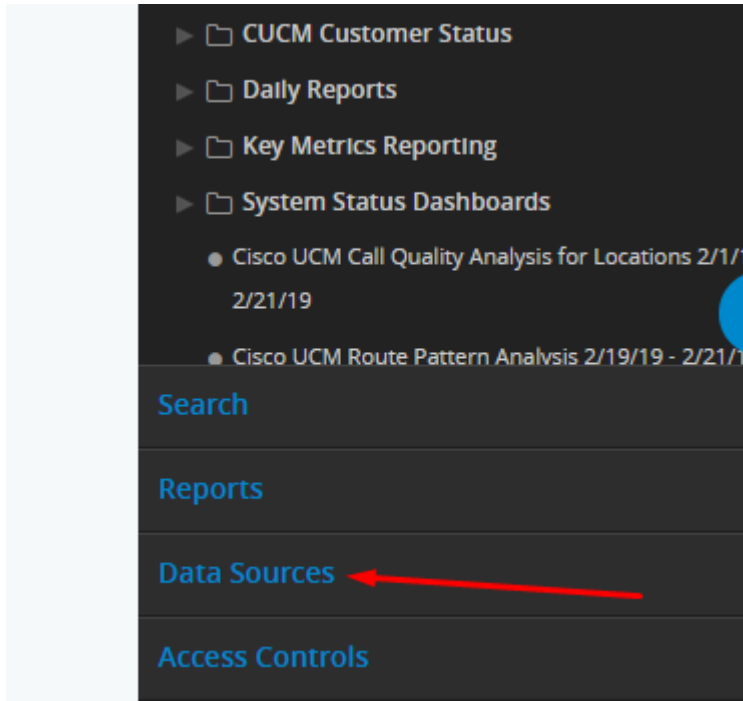 CUCM Customer Status
Daily Reports
Key Metrics Reporting
System Status Dashboards
Cisco UCM Call Quality Analysis for Locations 2/1/
2/21/19
Cisco UCM Route Pattern Analysis 2/19/19 - 2/21/
Search
Reports
Data Sources
Access Controls